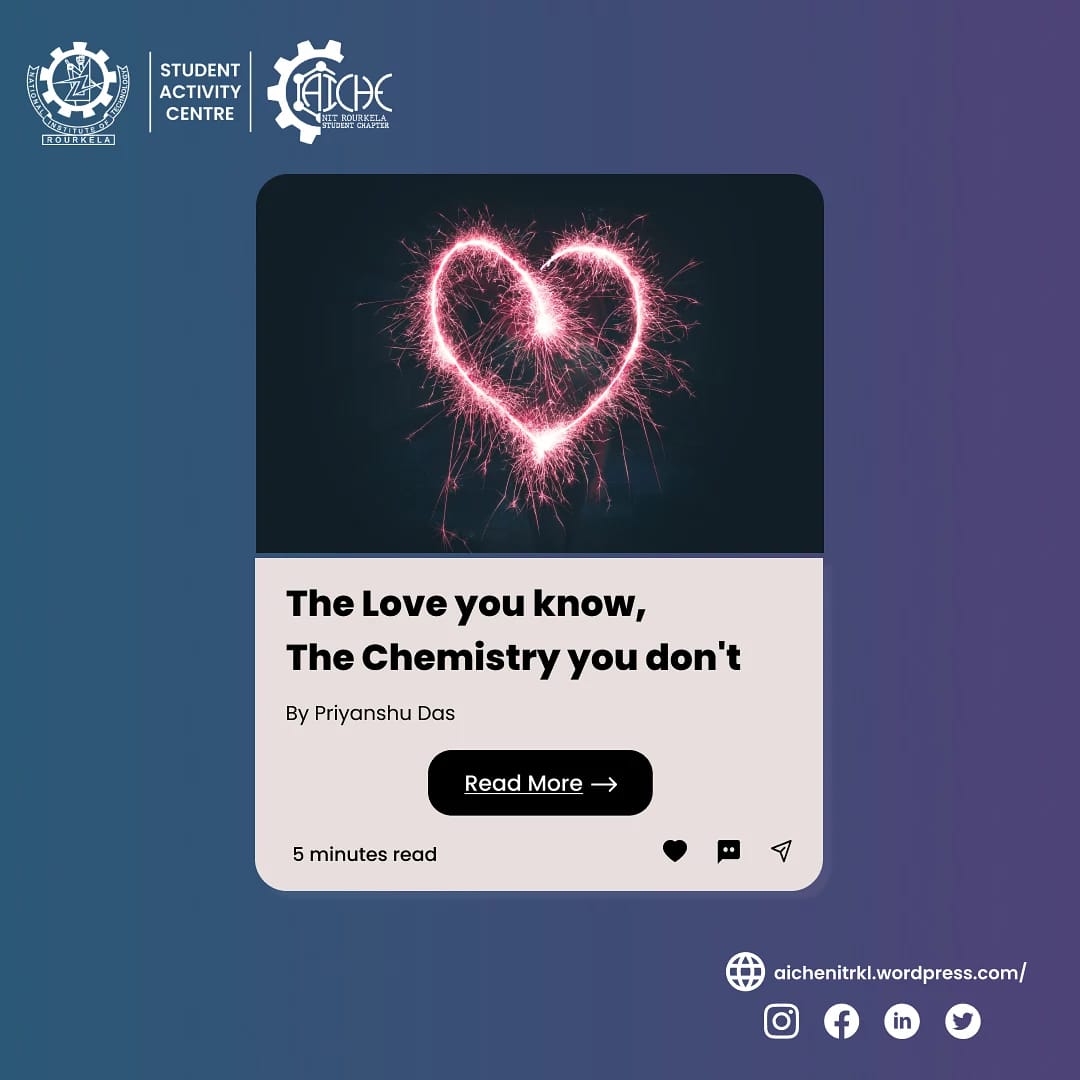 NATIONAL INSTITUTE OF TECHNOLOGY
ROURKELA
STUDENT
ACTIVITY
CENTRE
AICHE
NIT ROURKELA
STUDENT CHAPTER
The Love you know,
The Chemistry you don't
By Priyanshu Das
Read More
5 minutes read
aichenitrkl.wordpress.com/
in